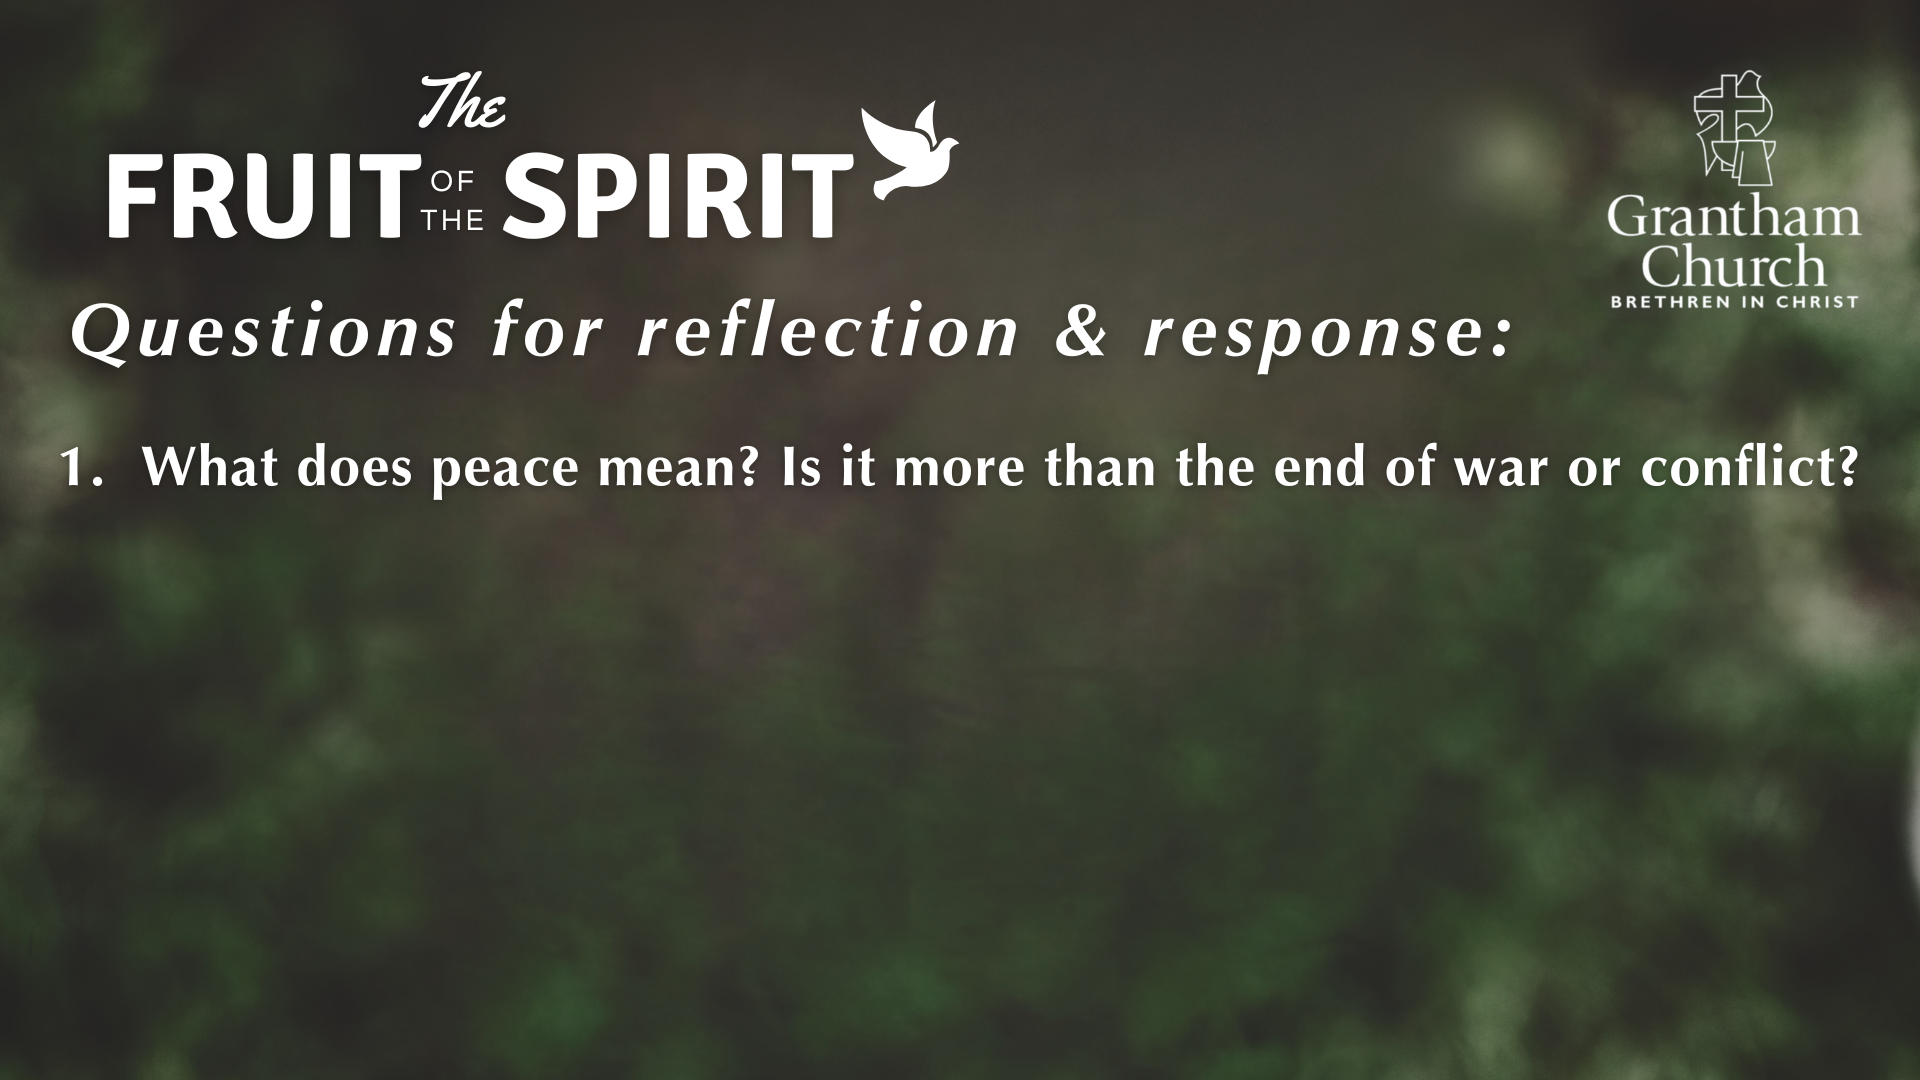 The
FRUIT OF THE SPIRIT
Grantham
Church
BRETHREN IN CHRIST
Questions for reflection & response:
1. What does peace mean? Is it more than the end of war or conflict?